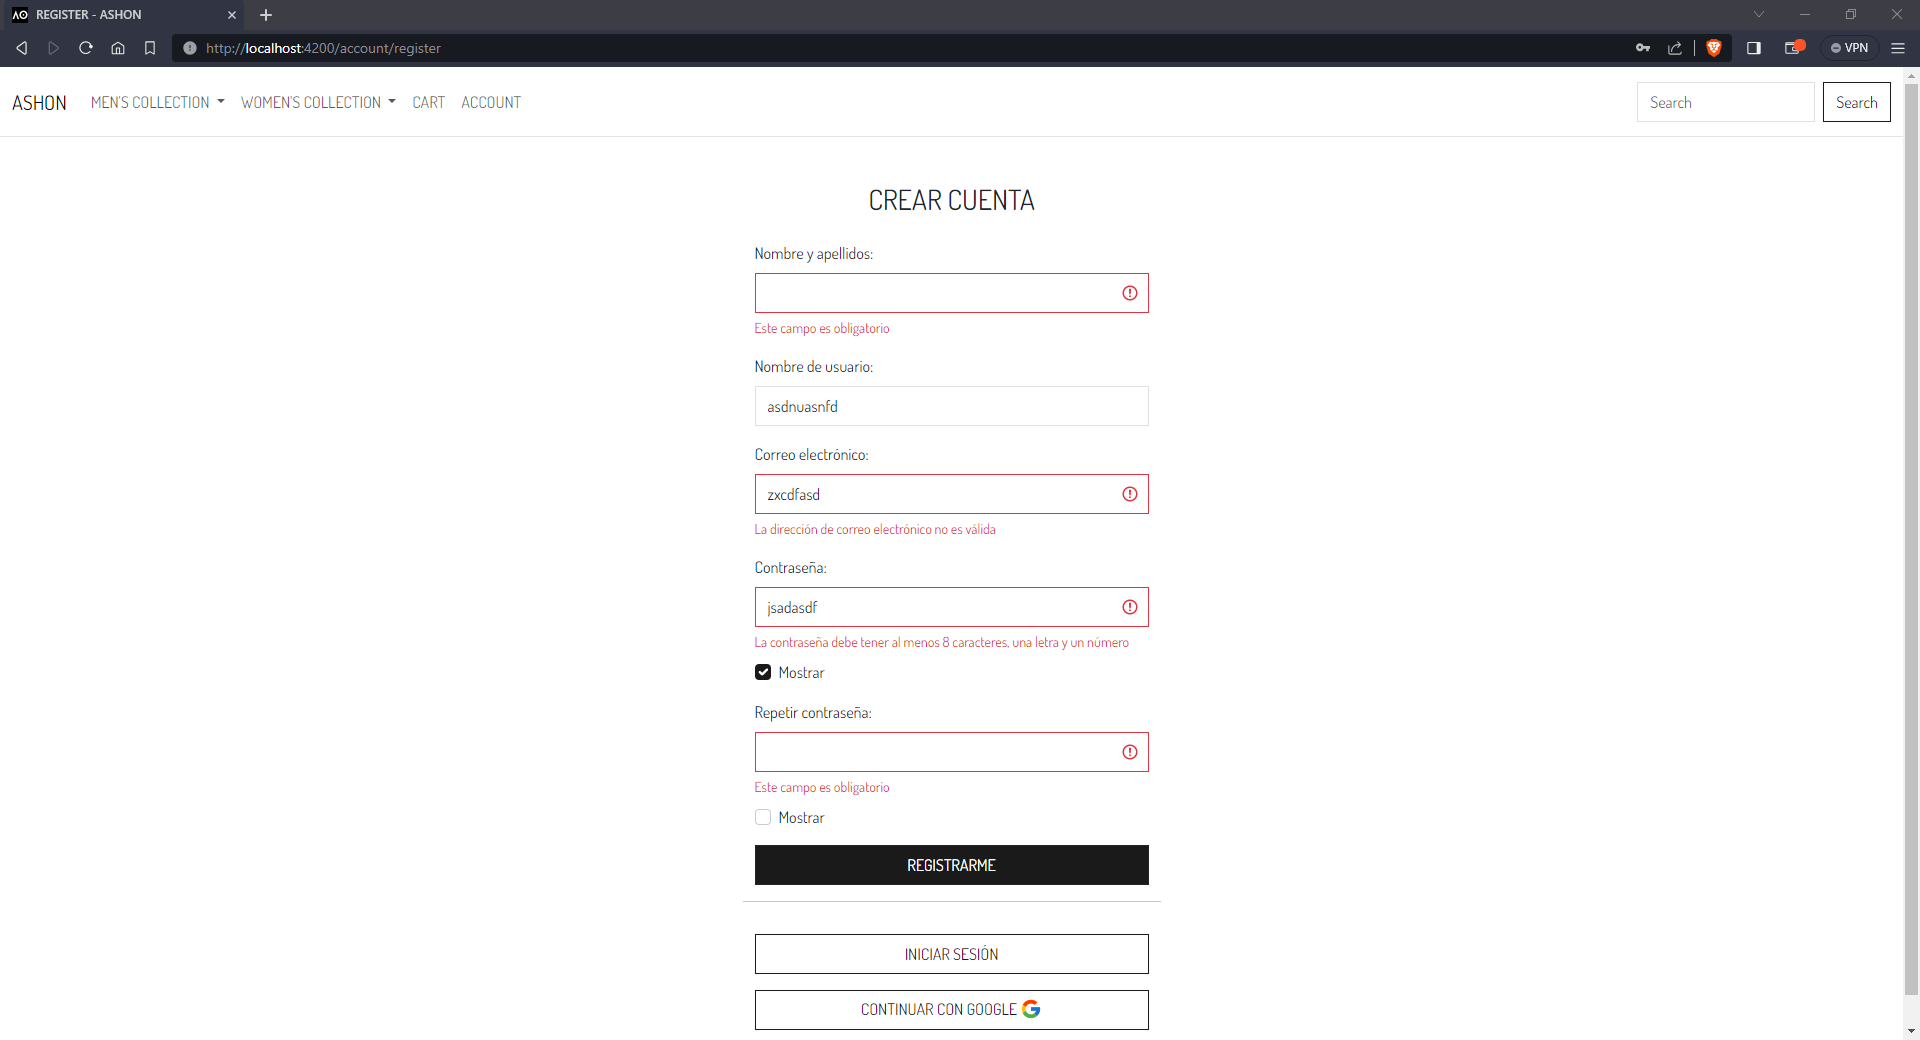 REGISTER - ASHON
http://localhost:4200/account/register
VPN
ASHON MEN'S COLLECTION WOMEN'S COLLECTION CART ACCOUNT Search Search
CREAR CUENTA
Nombre y apellidos:
Este campo es obligatorio
Nombre de usuario:
asdnuasnfd
Correo electrónico:
zxcdfasd
La dirección de correo electrónico no es válida
Contraseña:
jsadasdf
La contraseña debe tener al menos 8 caracteres, una letra y un número
Mostrar
Repetir contraseña:
Este campo es obligatorio
Mostrar
REGISTRARME
INICIAR SESIÓN
CONTINUAR CON GOOGLE